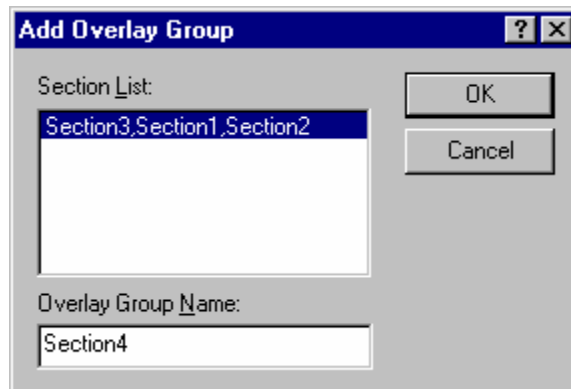 Add Overlay Group
Section List:
Section3,Section1,Section2
OK
Cancel
Overlay Group Name:
Section4